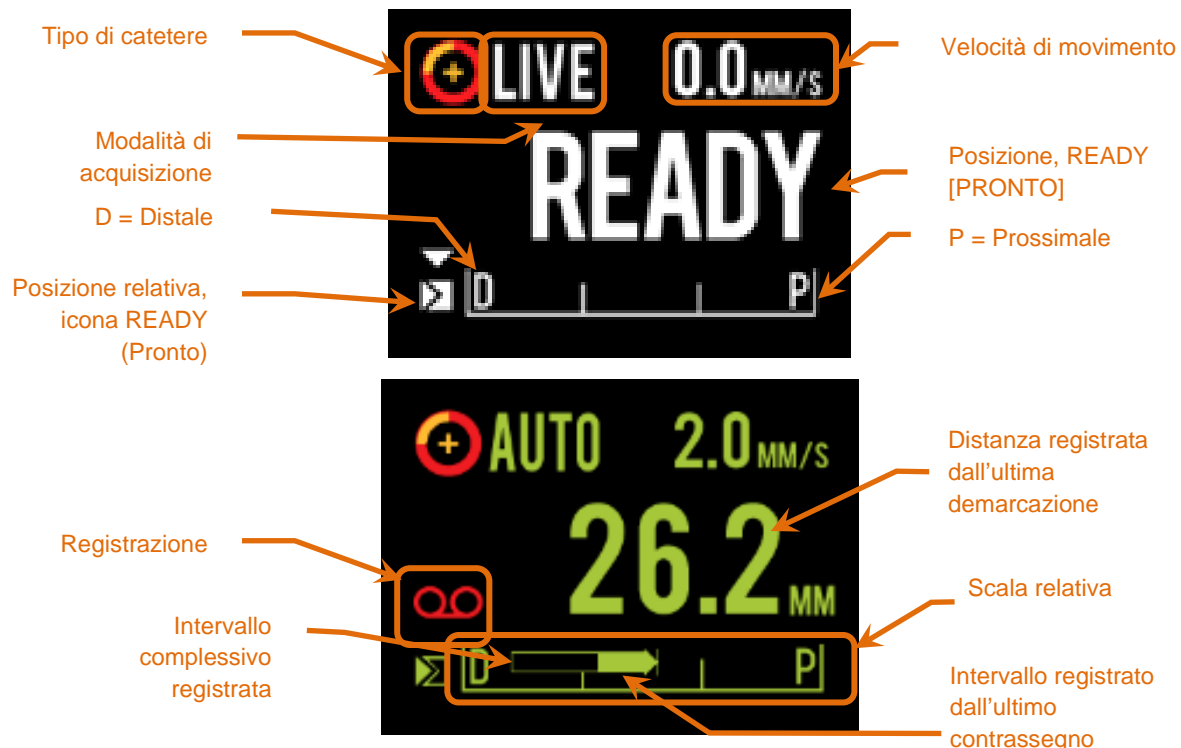 Tipo di catetere
LIVE
0.0 MM/S
Velocità di movimento
Modalità di
acquisizione
READY
Posizione, READY
[PRONTO]
D = Distale
P = Prossimale
D
P
Posizione relativa,
icona READY
(Pronto)
AUTO
2.0 MM/S
Distanza registrata
dall'ultima
demarcazione
26.2 MM
Registrazione
Scala relativa
Intervallo
complessivo
registrata
D
P
Intervallo registrato
dall'ultimo
contrassegno